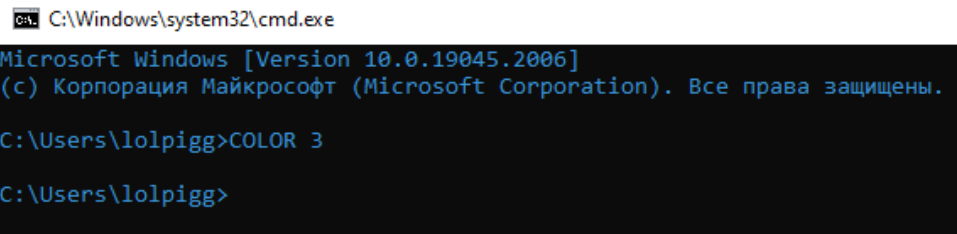 C:\Windows\system32\cmd.exe
Microsoft Windows [Version 10.0.19045.2006]
(c) Корпорация Майкрософт (Microsoft Corporation). Все права защищены.
C:\Users\lolpigg>COLOR 3
C:\Users\lolpigg>